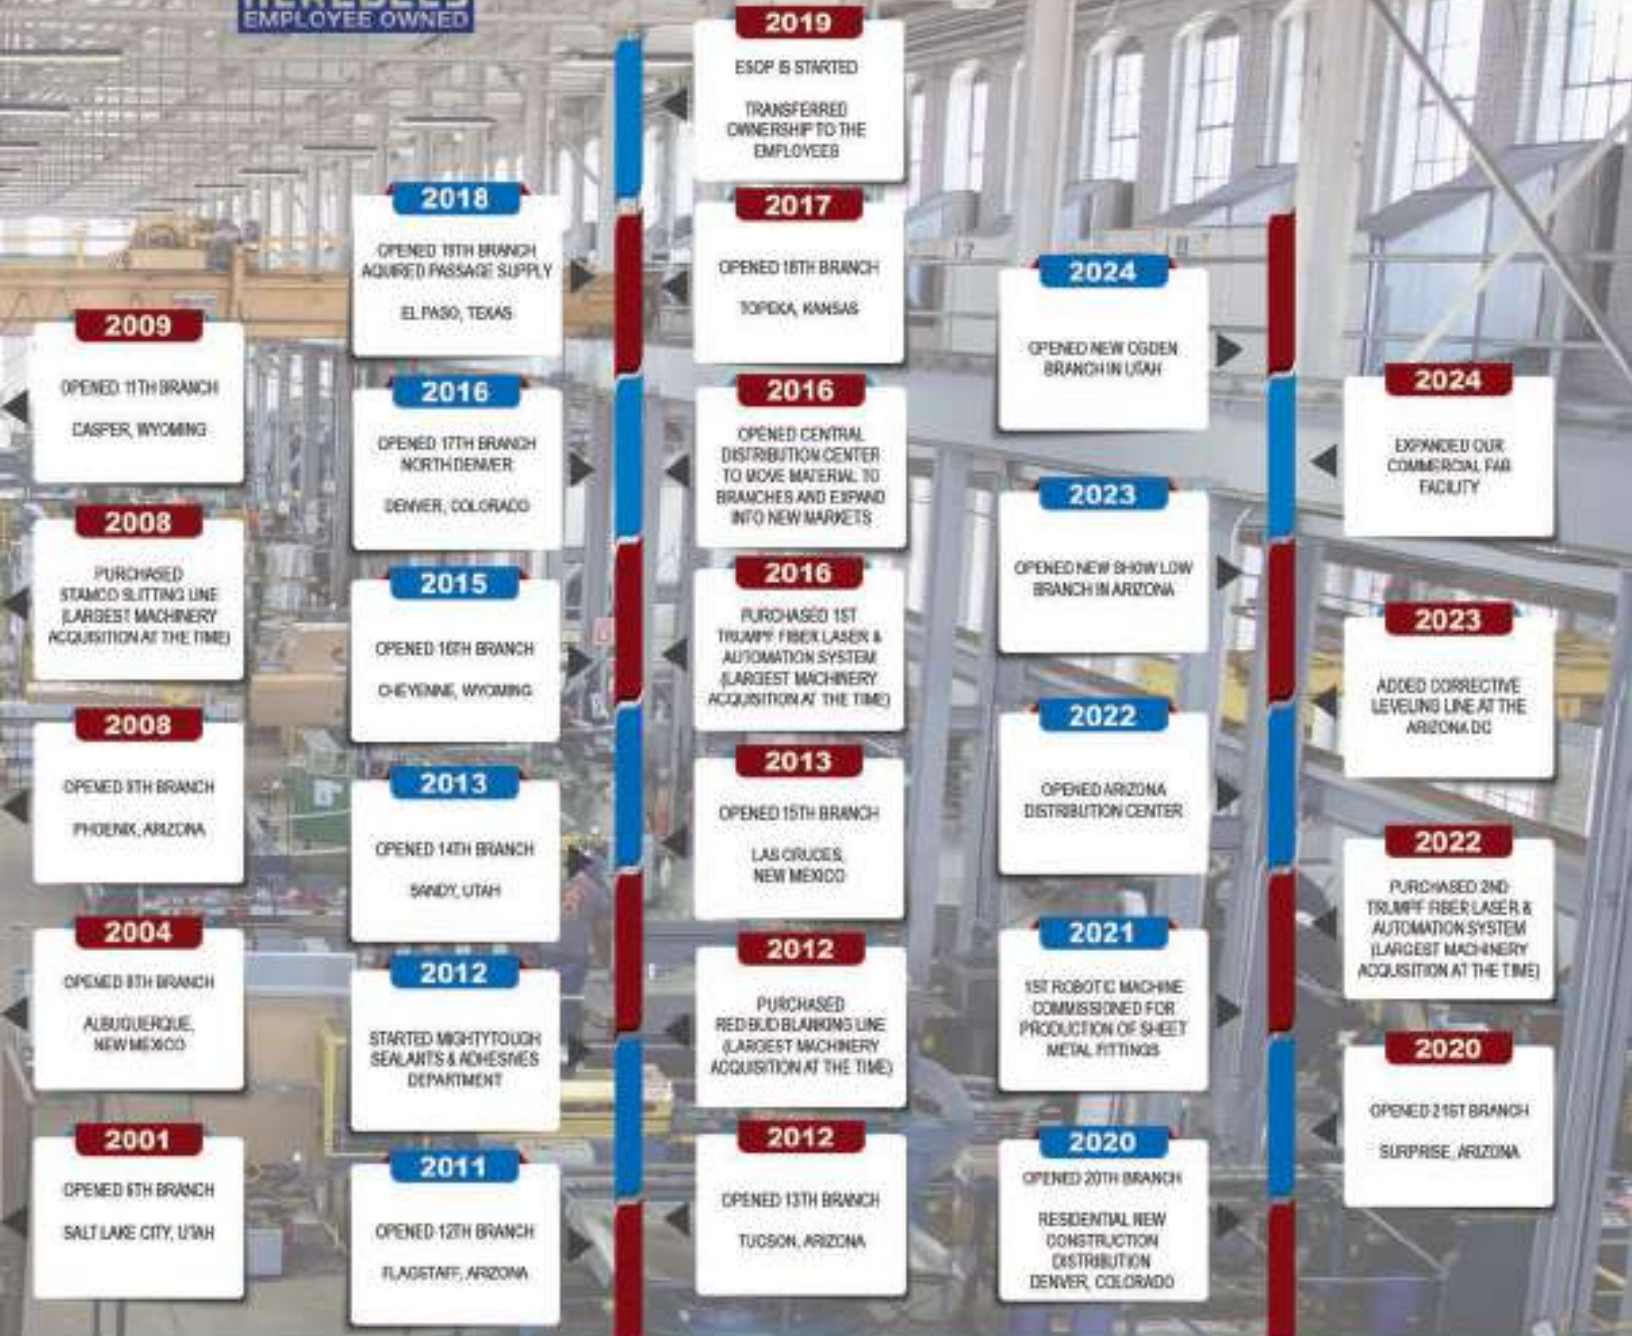 EMPLOYEE OWNED
2009
OPENED 11TH BRANCH
CASPER, WYOMING
2008
PURCHASED
STAMCO SLITTING LINE
(LARGEST MACHINERY
ACQUISITION AT THE TIME)
2008
OPENED 9TH BRANCH
PHOENIX, ARIZONA
2004
OPENED 8TH BRANCH
ALBUQUERQUE,
NEW MEXICO
2001
OPENED BRANCH
SALT LAKE CITY, UTAH
2018
OPENED 19TH BRANCH
AQUIRED PASSAGE SUPPLY
EL PASO, TEXAS
2016
OPENED 17TH BRANCH
NORTH DENVER
DENVER, COLORADO
2015
OPENED 16TH BRANCH
CHEYENNE, WYOMING
2013
OPENED 14TH BRANCH
SANDY, UTAH
2012
STARTED MIGHTYTOUGH
SEALANTS & ADHESIVES
DEPARTMENT
2011
OPENED 12TH BRANCH
FLAGSTAFF, ARIZONA
2019
ESOP IS STARTED
TRANSFERRED
OWNERSHIP TO THE
EMPLOYEES
2017
OPENED 18TH BRANCH
TOPEKA, KANSAS
2016
OPENED CENTRAL
DISTRIBUTION CENTER
TO MOVE MATERIAL TO
BRANCHES AND EXPAND
INTO NEW MARKETS
2016
PURCHASED 1ST
TRUMPF FIBER LASER &
AUTOMATION SYSTEM
(LARGEST MACHINERY
ACQUISITION AT THE TIME)
2013
OPENED 15TH BRANCH
LAS CRUCES,
NEW MEXICO
2012
PURCHASED
RED BUD BLANKING LINE
(LARGEST MACHINERY
ACQUISITION AT THE TIME)
2012
OPENED 13TH BRANCH
TUCSON, ARIZONA
2024
OPENED NEW OGDEN
BRANCH IN UTAH
2023
OPENED NEW SHOW LOW
BRANCH IN ARIZONA
2022
OPENED ARIZONA
DISTRIBUTION CENTER
2021
1ST ROBOTIC MACHINE
COMMISSIONED FOR
PRODUCTION OF SHEET
METAL FITTINGS
2020
OPENED 20TH BRANCH
RESIDENTIAL NEW
CONSTRUCTION
DISTRIBUTION
DENVER, COLORADO
2024
EXPANDED OUR
COMMERCIAL FAB
FACILITY
2023
ADDED CORRECTIVE
LEVELING LINE AT THE
ARIZONA DC
2022
PURCHASED 2ND
TRUMPF FIBER LASER &
AUTOMATION SYSTEM
(LARGEST MACHINERY
ACQUISITION AT THE TIME)
2020
OPENED 21ST BRANCH
SURPRISE, ARIZONA